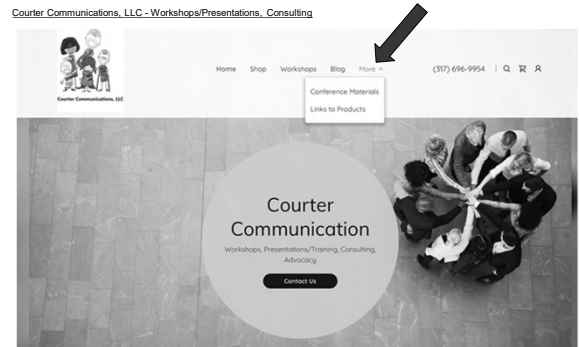 Courter Communications, LLC - Workshops/Presentations, Consulting
Courter Communications, LLC
Home Shop Workshops Blog More (317) 696-9954
Conference Materials
Links to Products
Courter
Communication
Workshops, Presentations/Training, Consulting,
Advocacy
Contact Us